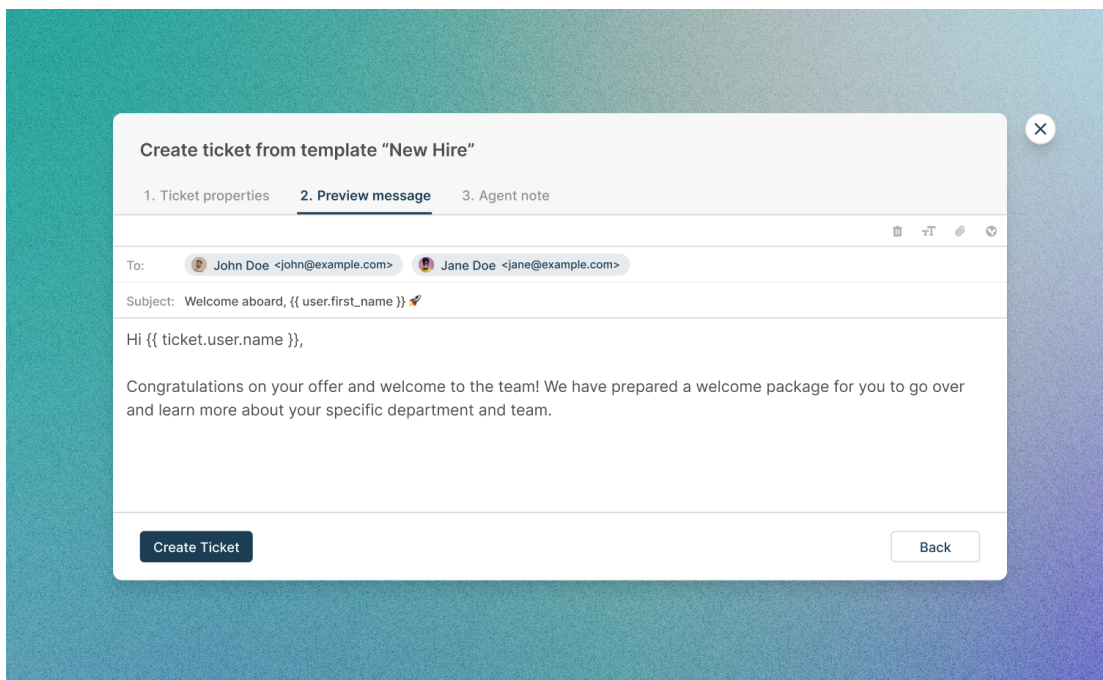 Create ticket from template “New Hire”
1. Ticket properties 2. Preview message 3. Agent note
To: John Doe <john@example.com> Jane Doe <jane@example.com>
Subject: Welcome aboard, {{ user.first_name }} 🚀
Hi {{ ticket.user.name }},
Congratulations on your offer and welcome to the team! We have prepared a welcome package for you to go over
and learn more about your specific department and team.
Create Ticket Back